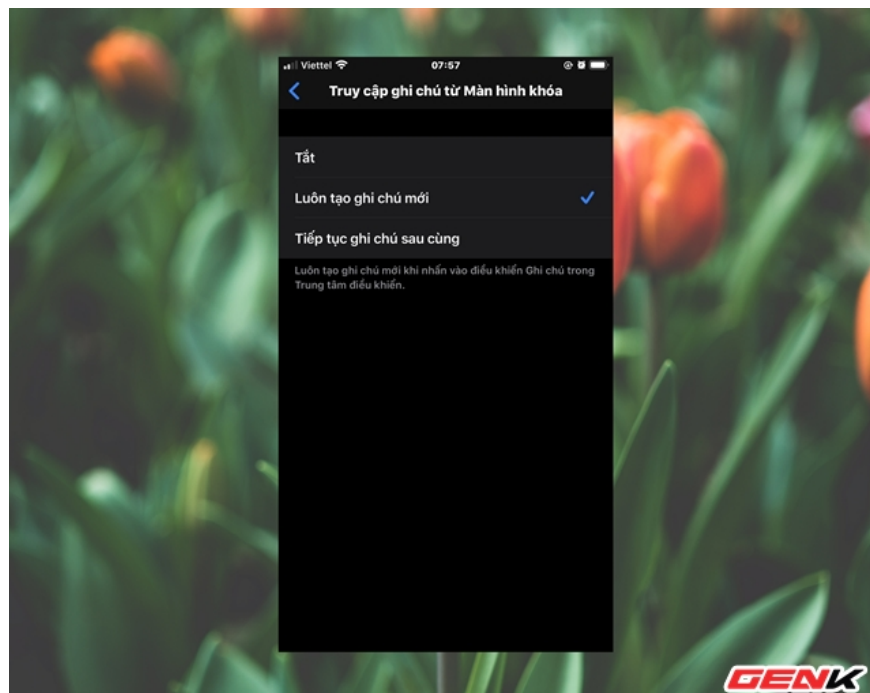 Viettel 07:57
Truy cập ghi chú từ Màn hình khóa
Tắt
Luôn tạo ghi chú mới
Tiếp tục ghi chú sau cùng
Luôn tạo ghi chú mới khi nhấn vào điều khiển Ghi chú trong
Trung tâm điều khiển.
GENK